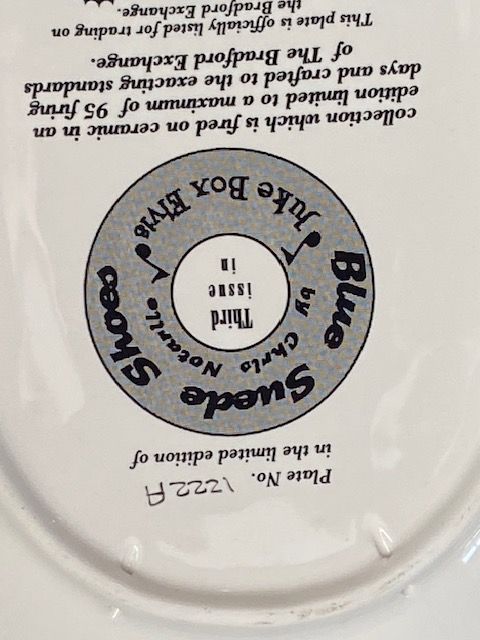 Plate No. 1222A
in the limited edition of
Blue Suede Shoes
by Chris Notarile
Third
issue
in
Juke Box Elvis
collection which is fired on ceramic in an
edition limited to a maximum of 95 firing
days and crafted to the exacting standards
of The Bradford Exchange.
This plate is officially listed for trading on
the Bradford Exchange.